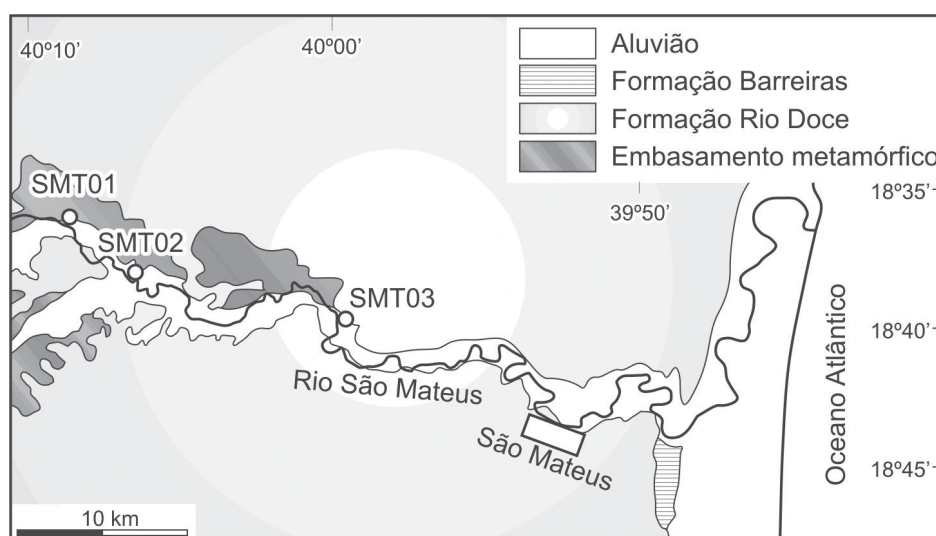 40º10’
40º00’
Aluvião
Formação Barreiras
Formação Rio Doce
Embasamento metamórfico
SMT01
SMT02
SMT03
39º50’
18º35’
18º40’
18º45’
Rio São Mateus
São Mateus
Oceano Atlântico
10 km